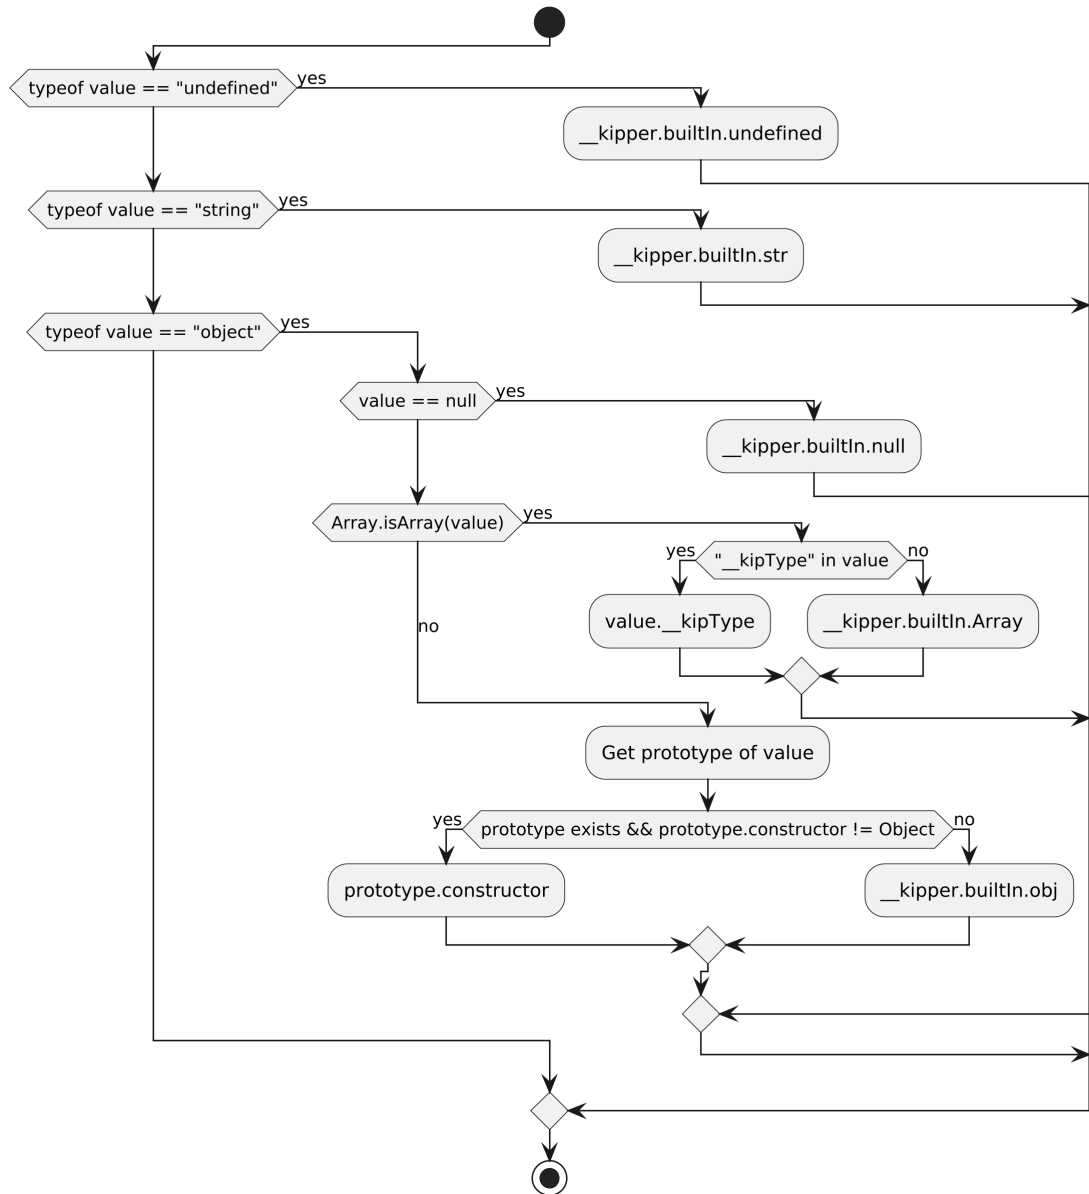 typeof value == "undefined"
yes
__kipper.builtIn.undefined
typeof value == "string"
yes
__kipper.builtIn.str
typeof value == "object"
yes
value == null
yes
__kipper.builtIn.null
Array.isArray(value)
yes
yes
"__kipType" in value
no
value.__kipType
__kipper.builtIn.Array
no
Get prototype of value
yes
prototype exists && prototype.constructor != Object
no
prototype.constructor
__kipper.builtIn.obj